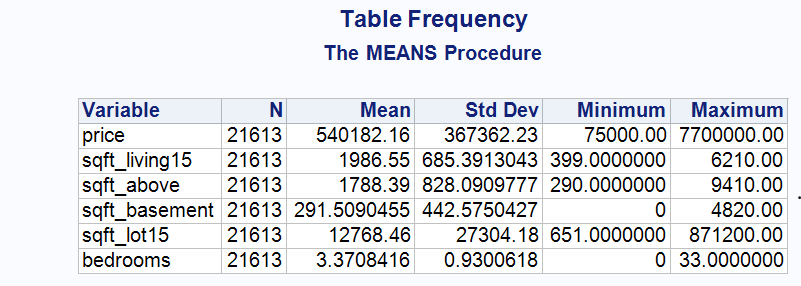 Table Frequency
The MEANS Procedure
Variable N Mean Std Dev Minimum Maximum
price 21613 540182.16 367362.23 75000.00 7700000.00
sqft_living15 21613 1986.55 685.3913043 399.0000000 6210.00
sqft_above 21613 1788.39 828.0909777 290.0000000 9410.00
sqft_basement 21613 291.5090455 442.5750427 0 4820.00
sqft_lot15 21613 12768.46 27304.18 651.0000000 871200.00
bedrooms 21613 3.3708416 0.9300618 0 33.0000000